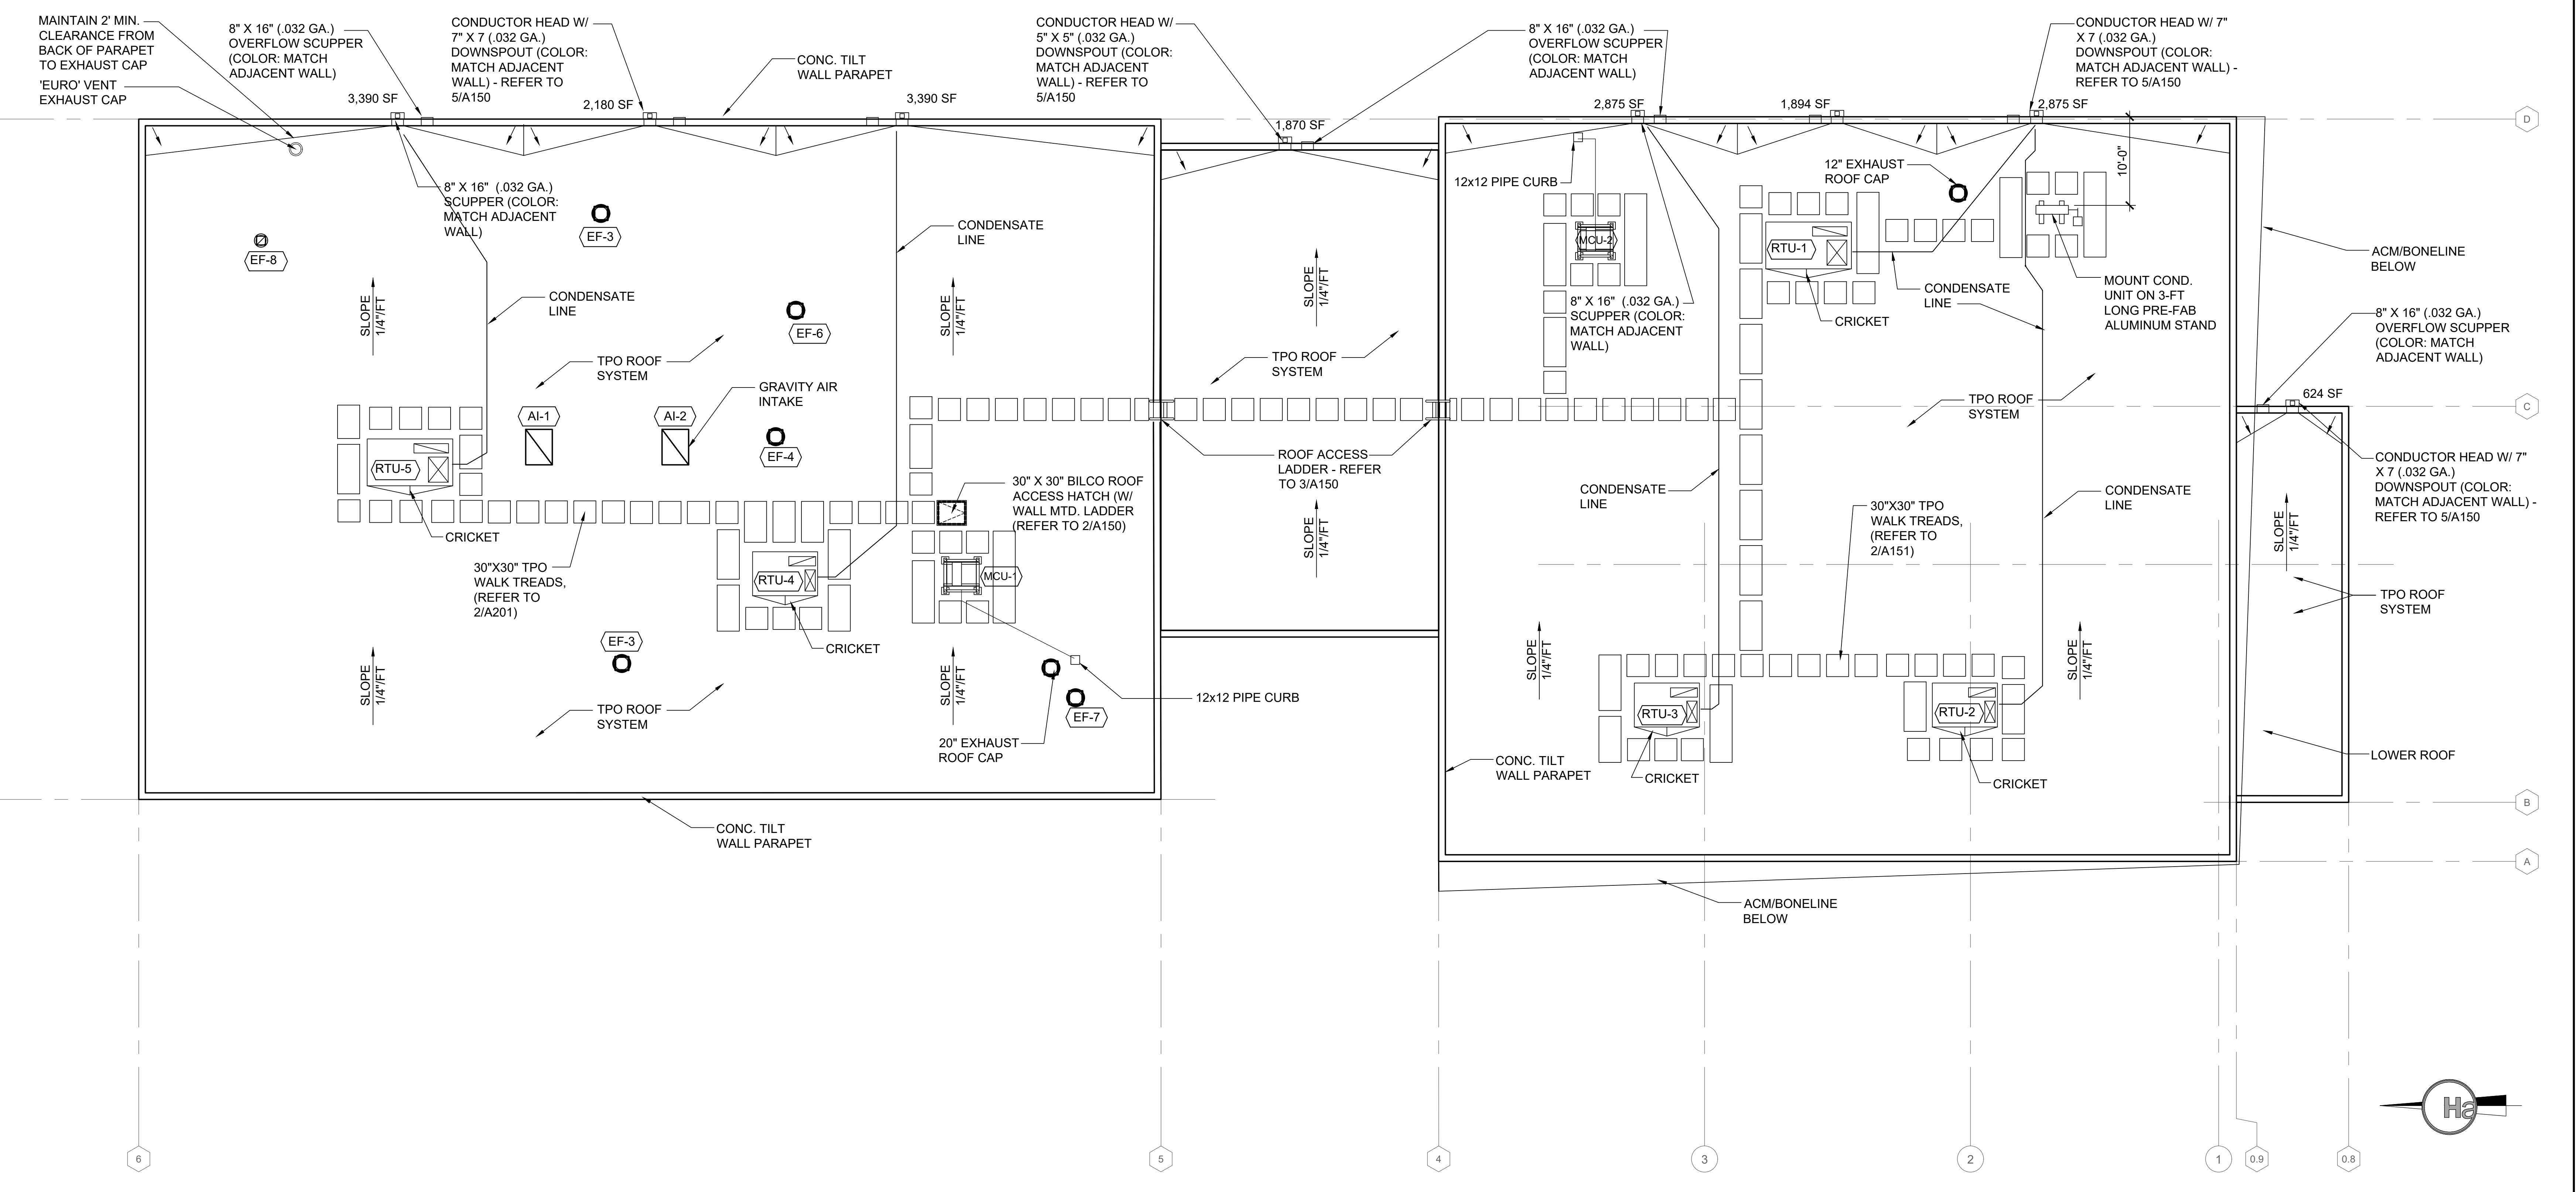 MAINTAIN 2' MIN.
CLEARANCE FROM
BACK OF PARAPET
TO EXHAUST CAP
'EURO' VENT
EXHAUST CAP
8" X 16" (.032 GA.)
OVERFLOW SCUPPER
(COLOR: MATCH
ADJACENT WALL)
CONDUCTOR HEAD W/
7" X 7 (.032 GA.)
DOWNSPOUT (COLOR:
MATCH ADJACENT
WALL) - REFER TO
5/A150
CONC. TILT
WALL PARAPET
CONDUCTOR HEAD W/
5" X 5" (.032 GA.)
DOWNSPOUT (COLOR:
MATCH ADJACENT
WALL) - REFER TO
5/A150
8" X 16" (.032 GA.)
OVERFLOW SCUPPER
(COLOR: MATCH
ADJACENT WALL)
CONDUCTOR HEAD W/ 7"
X 7 (.032 GA.)
DOWNSPOUT (COLOR:
MATCH ADJACENT WALL) -
REFER TO 5/A150
3,390 SF
2,180 SF
3,390 SF
1,870 SF
2,875 SF
1,894 SF
2,875 SF
D
8" X 16" (.032 GA.)
SCUPPER (COLOR:
MATCH ADJACENT
WALL)
EF-3
EF-8
CONDENSATE
LINE
CONDENSATE
LINE
SLOPE
1/4"/FT
SLOPE
1/4"/FT
SLOPE
1/4"/FT
EF-6
TPO ROOF
SYSTEM
GRAVITY AIR
INTAKE
AI-1
AI-2
EF-4
RTU-5
CRICKET
30"X30" TPO
WALK TREADS,
(REFER TO
2/A201)
30" X 30" BILCO ROOF
ACCESS HATCH (W/
WALL MTD. LADDER
(REFER TO 2/A150)
RTU-4
MCU-1
CRICKET
EF-3
SLOPE
1/4"/FT
SLOPE
1/4"/FT
TPO ROOF
SYSTEM
20" EXHAUST
ROOF CAP
EF-7
12x12 PIPE CURB
CONC. TILT
WALL PARAPET
TPO ROOF
SYSTEM
ROOF ACCESS
LADDER - REFER
TO 3/A150
SLOPE
1/4"/FT
12x12 PIPE CURB
MCU-2
8" X 16" (.032 GA.)
SCUPPER (COLOR:
MATCH ADJACENT
WALL)
12" EXHAUST
ROOF CAP
RTU-1
CONDENSATE
LINE
CRICKET
10'-0"
MOUNT COND.
UNIT ON 3-FT
LONG PRE-FAB
ALUMINUM STAND
ACM/BONELINE
BELOW
8" X 16" (.032 GA.)
OVERFLOW SCUPPER
(COLOR: MATCH
ADJACENT WALL)
624 SF
C
TPO ROOF
SYSTEM
CONDUCTOR HEAD W/ 7"
X 7 (.032 GA.)
DOWNSPOUT (COLOR:
MATCH ADJACENT WALL) -
REFER TO 5/A150
CONDENSATE
LINE
30"X30" TPO
WALK TREADS,
(REFER TO
2/A151)
CONDENSATE
LINE
SLOPE
1/4"/FT
TPO ROOF
SYSTEM
SLOPE
1/4"/FT
SLOPE
1/4"/FT
RTU-3
RTU-2
CRICKET
CRICKET
CONC. TILT
WALL PARAPET
LOWER ROOF
B
A
ACM/BONELINE
BELOW
Ha
6
5
4
3
2
1
0.9
0.8